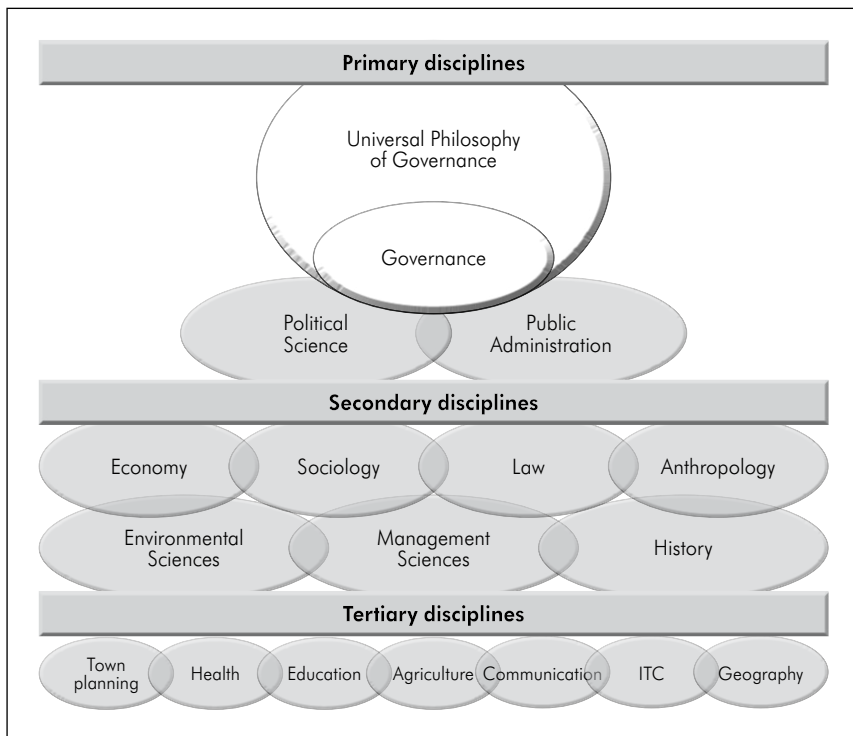 Primary disciplines
Universal Philosophy
of Governance
Governance
Political
Science
Public
Administration
Secondary disciplines
Economy
Sociology
Law
Anthropology
Environmental
Sciences
Management
Sciences
History
Tertiary disciplines
Town
planning
Health
Education
Agriculture
Communication
ITC
Geography